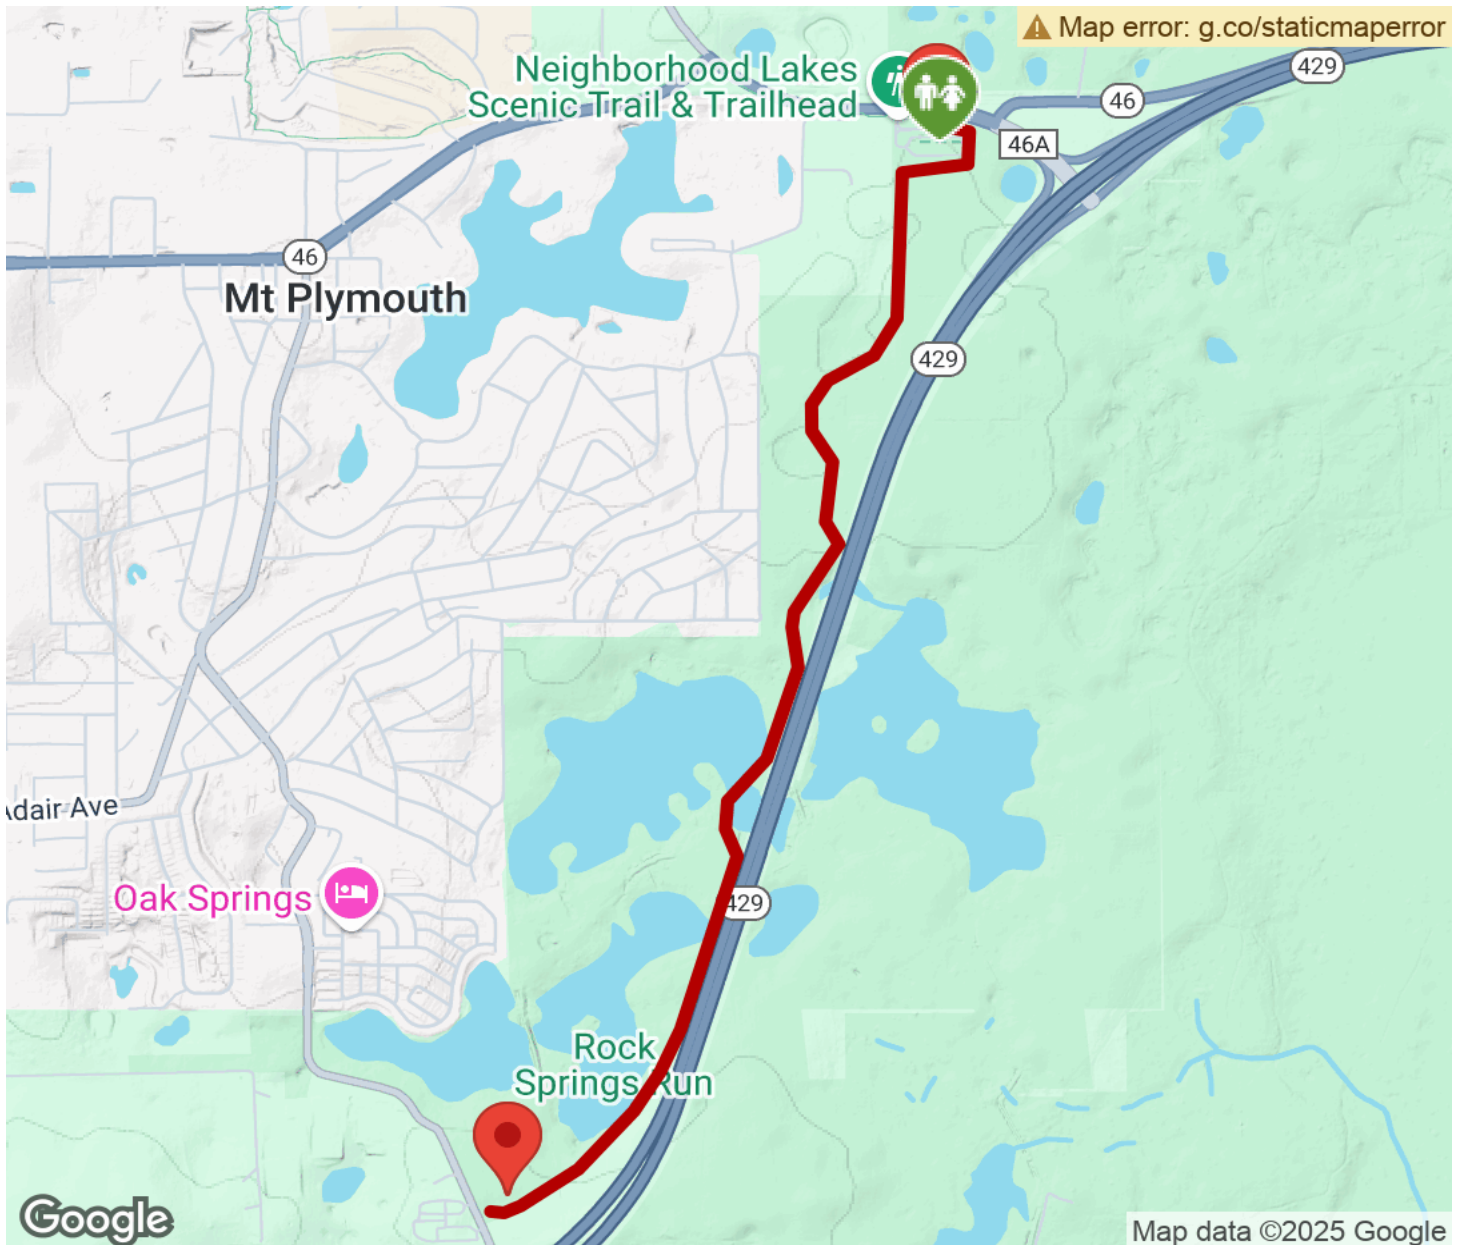 Map error: g.co/staticmaperror
Neighborhood Lakes
Scenic Trail & Trailhead
429
46
46A
46
Mt Plymouth
429
Adair Ave
Oak Springs
429
Rock
Springs Run
Google
Map data ©2025 Google